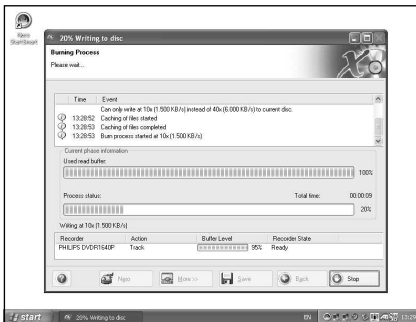 Nero
StartSmart
20% Writing to disc
Burning Process
Please wait...
Time Event
Can only write at 10x (1.500 KB/s) instead of 40x (6.000 KB/s) to current disc.
13:28:52 Caching of files started
13:28:53 Caching of files completed
13:28:53 Burn process started at 10x (1.500 KB/s)
Current phase information
Used read buffer:
100%
Process status: Total time: 00:00:09
20%
Writing at 10x (1.500 KB/s)
Recorder Action Buffer Level Recorder State
PHILIPS DVDR1640P Track 95% Ready
Nero More >> Save Back Stop
start 20% Writing to disc EN 13:29